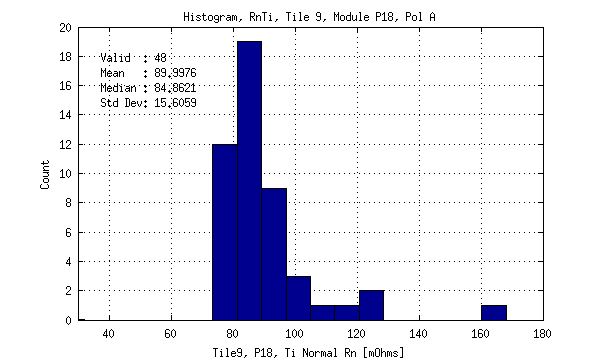 Histogram, RnTi, Tile 9, Module P18, Pol A
Valid : 48
Mean : 89.9976
Median : 84.8621
Std Dev: 15.6059
Count
20
18
16
14
12
10
8
6
4
2
0
40 60 80 100 120 140 160 180
Tile9, P18, Ti Normal Rn [mOhms]